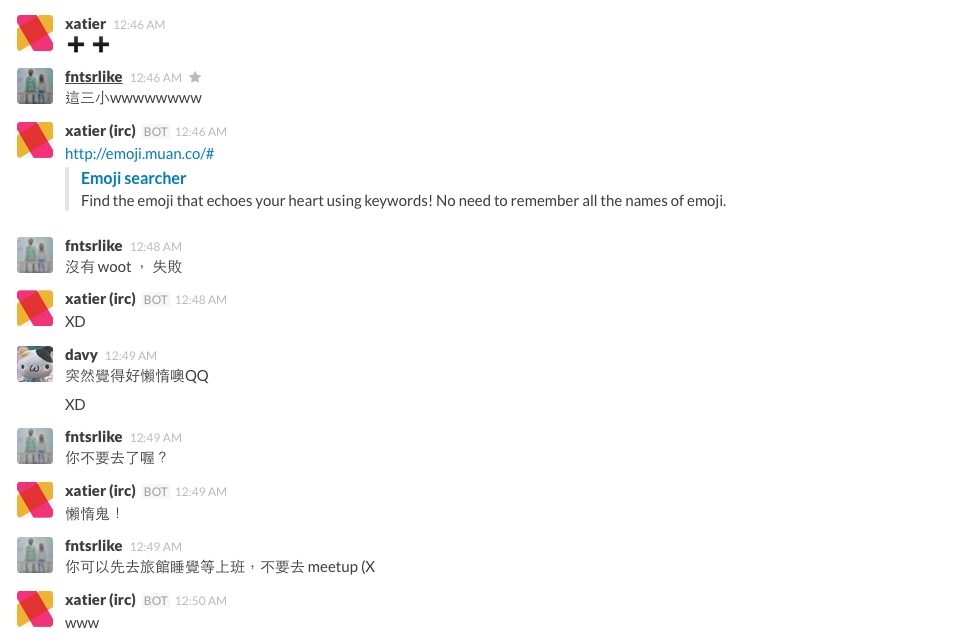 xatier 12:46 AM
➕ ➕
fntsrlike 12:46 AM ★
這三小wwwwwwww
xatier (irc) BOT 12:46 AM
http://emoji.muan.co/#
Emoji searcher
Find the emoji that echoes your heart using keywords! No need to remember all the names of emoji.
fntsrlike 12:48 AM
沒有 woot ， 失敗
xatier (irc) BOT 12:48 AM
XD
davy 12:49 AM
突然覺得好懶惰噢QQ
XD
fntsrlike 12:49 AM
你不要去了喔？
xatier (irc) BOT 12:49 AM
懶惰鬼！
fntsrlike 12:49 AM
你可以先去旅館睡覺等上班，不要去 meetup (X
xatier (irc) BOT 12:50 AM
www